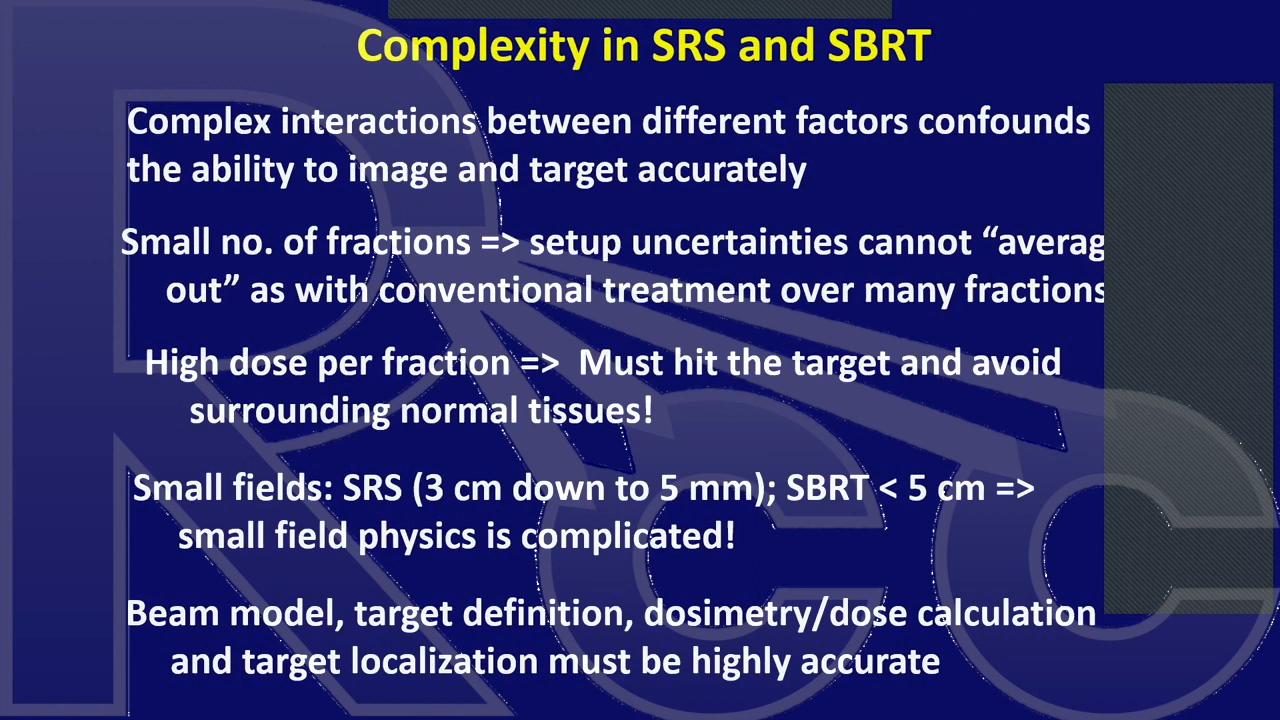 Complexity in SRS and SBRT
Complex interactions between different factors confounds
the ability to image and target accurately
Small no. of fractions => setup uncertainties cannot “averag
out” as with conventional treatment over many fractions
High dose per fraction => Must hit the target and avoid
surrounding normal tissues!
Small fields: SRS (3 cm down to 5 mm); SBRT < 5 cm =>
small field physics is complicated!
Beam model, target definition, dosimetry/dose calculation
and target localization must be highly accurate